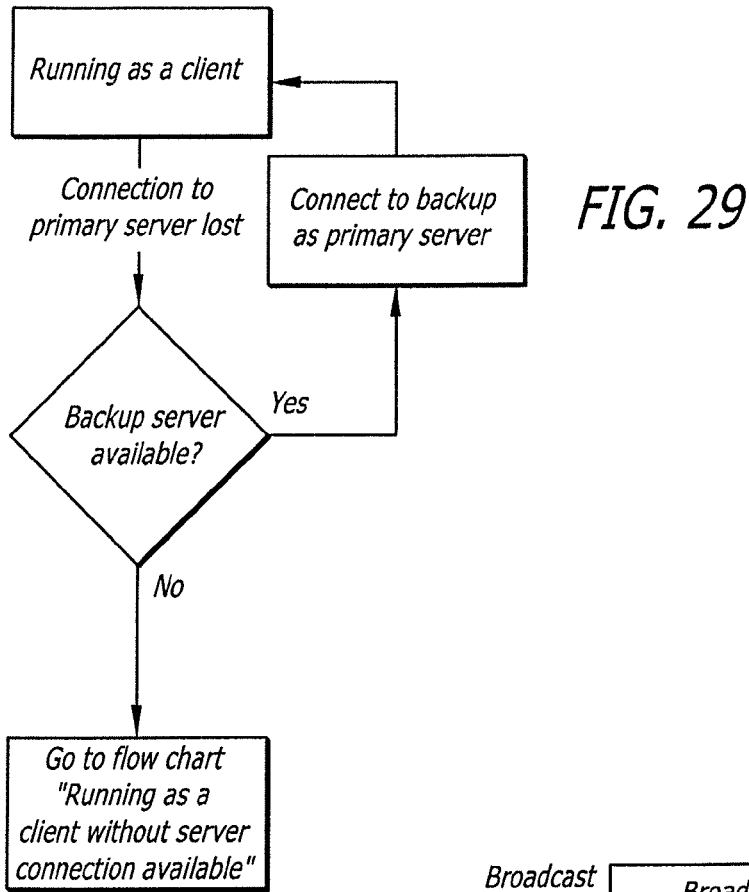 Running as a client
Connection to
primary server lost
Connect to backup
as primary server
FIG. 29
Backup server
available?
Yes
No
Go to flow chart
"Running as a
client without server
connection available"
Broadcast